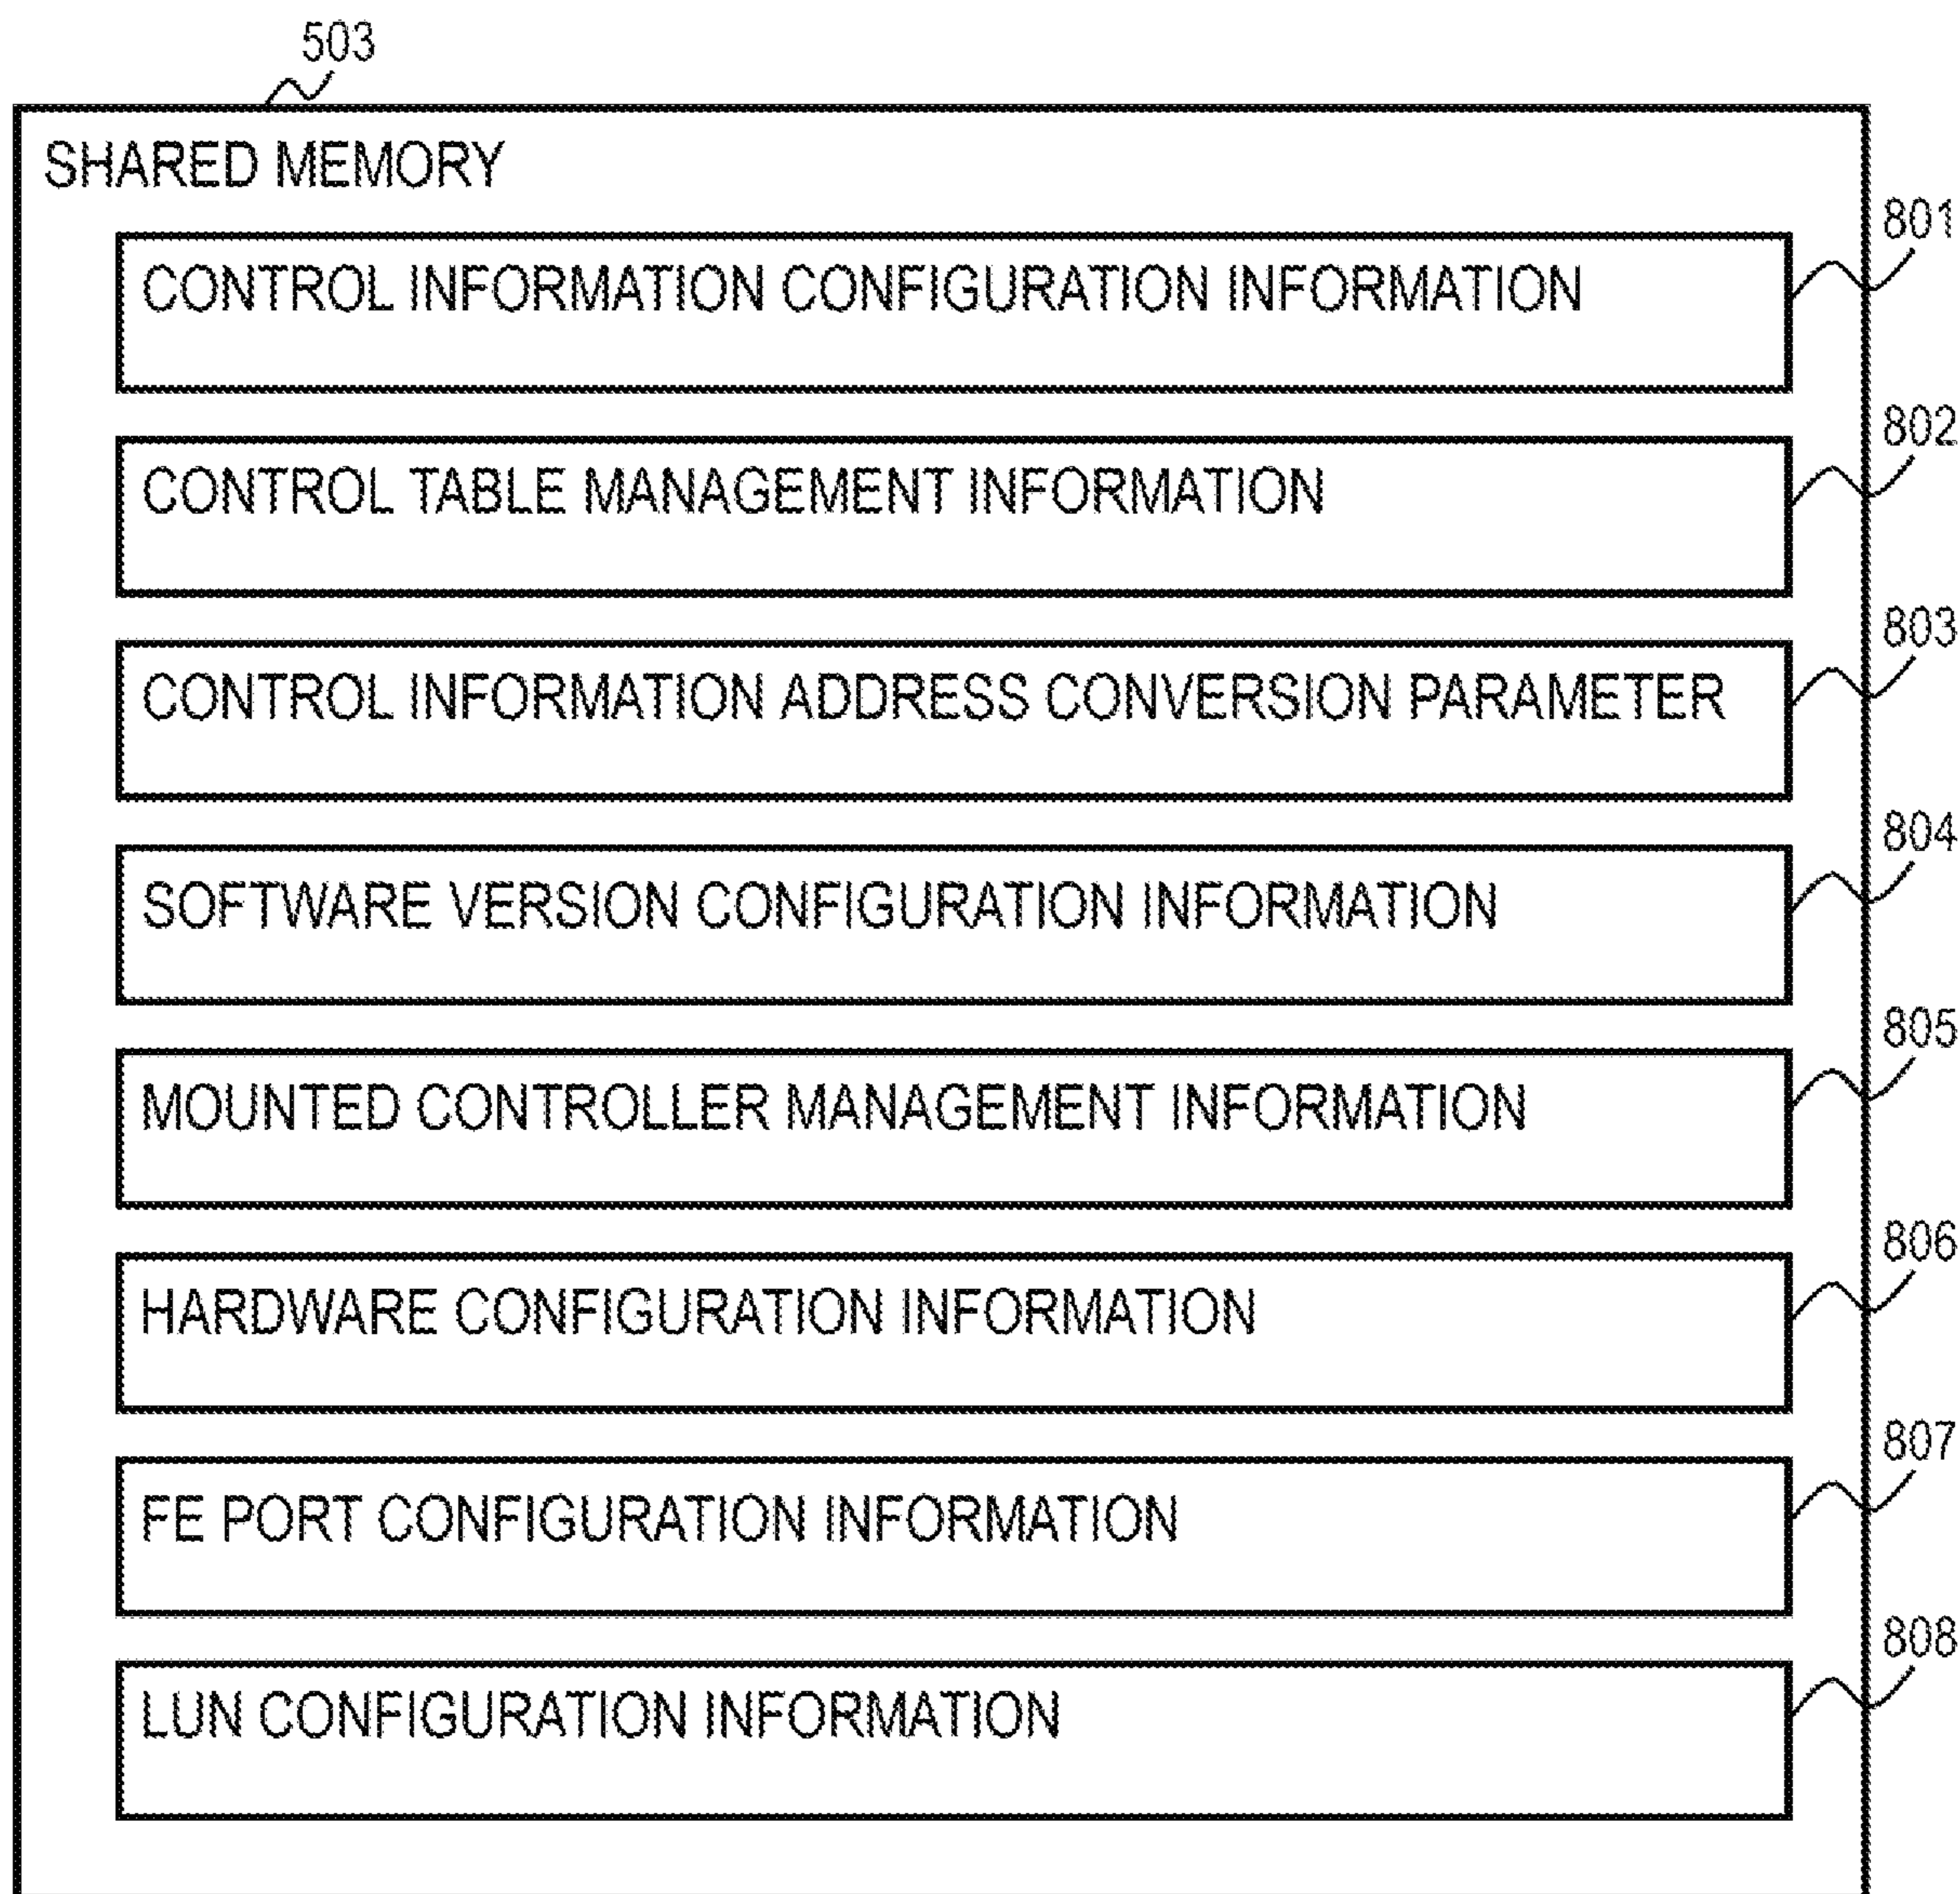 503
SHARED MEMORY
801
CONTROL INFORMATION CONFIGURATION INFORMATION
802
CONTROL TABLE MANAGEMENT INFORMATION
803
CONTROL INFORMATION ADDRESS CONVERSION PARAMETER
804
SOFTWARE VERSION CONFIGURATION INFORMATION
805
MOUNTED CONTROLLER MANAGEMENT INFORMATION
806
HARDWARE CONFIGURATION INFORMATION
807
FE PORT CONFIGURATION INFORMATION
808
LUN CONFIGURATION INFORMATION